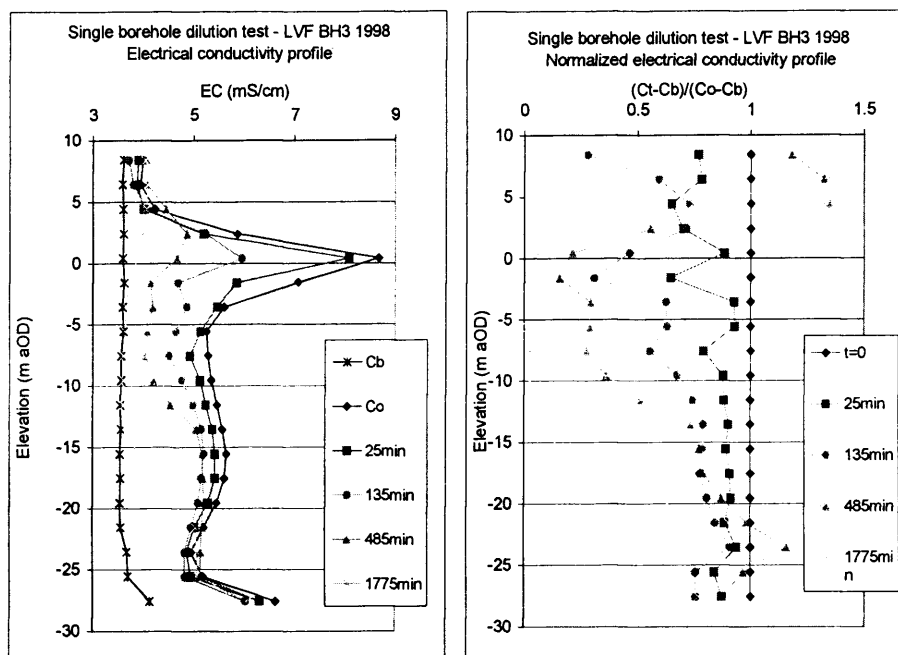 Single borehole dilution test - LVF BH3 1998
Electrical conductivity profile
EC (mS/cm)
3
5
7
9
10
5
0
-5
-10
-15
-20
-25
-30
Elevation (m aOD)
Cb
Co
25min
135min
485min
1775min
Single borehole dilution test - LVF BH3 1998
Normalized electrical conductivity profile
(Ct-Cb)/(Co-Cb)
0
0.5
1
1.5
10
5
0
-5
-10
-15
-20
-25
-30
Elevation (m aOD)
t=0
25min
135min
485min
1775mi
n